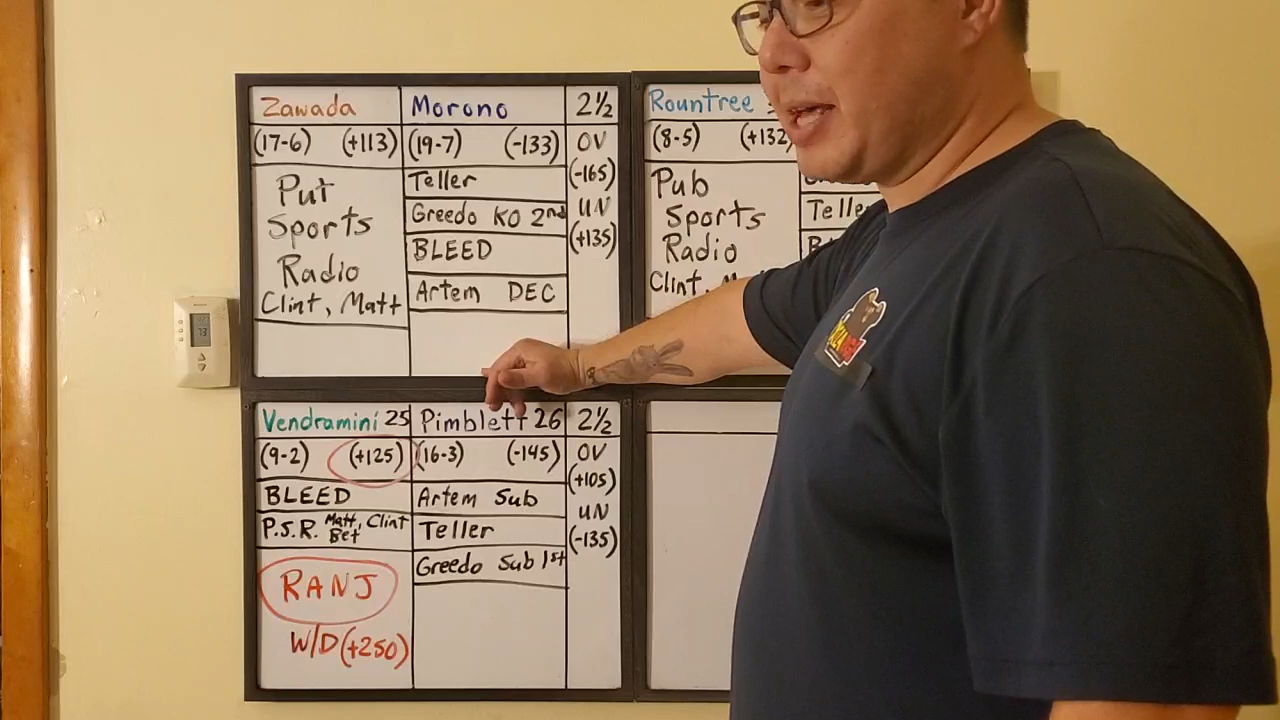 Zawada Morono 2½
(17-6) (+113) (19-7) (-133) OV
(-165)
UN
(+135)
Put
Sports
Radio
Clint, Matt
Teller
Greedo KO 2nd
BLEED
Artem DEC
Rountree
(8-5) (+132)
Pub
Sports
Radio
Clint,
Teller
Vendramini 25 Pimblett 26 2½
(9-2) (+125) (16-3) (-145) OV
(+105)
UN
(-135)
BLEED
P.S.R. Matt, Clint
Bet
RANJ
W/D (+250)
Artem Sub
Teller
Greedo Sub 1st